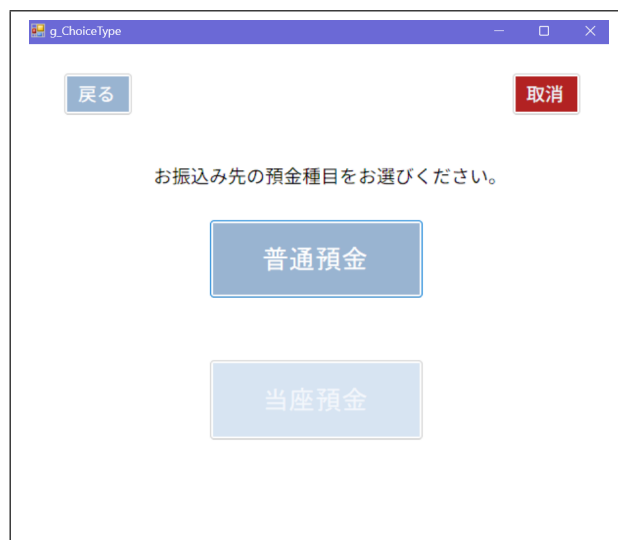 g_ChoiceType
戻る
取消
お振込み先の預金種目をお選びください。
普通預金
当座預金